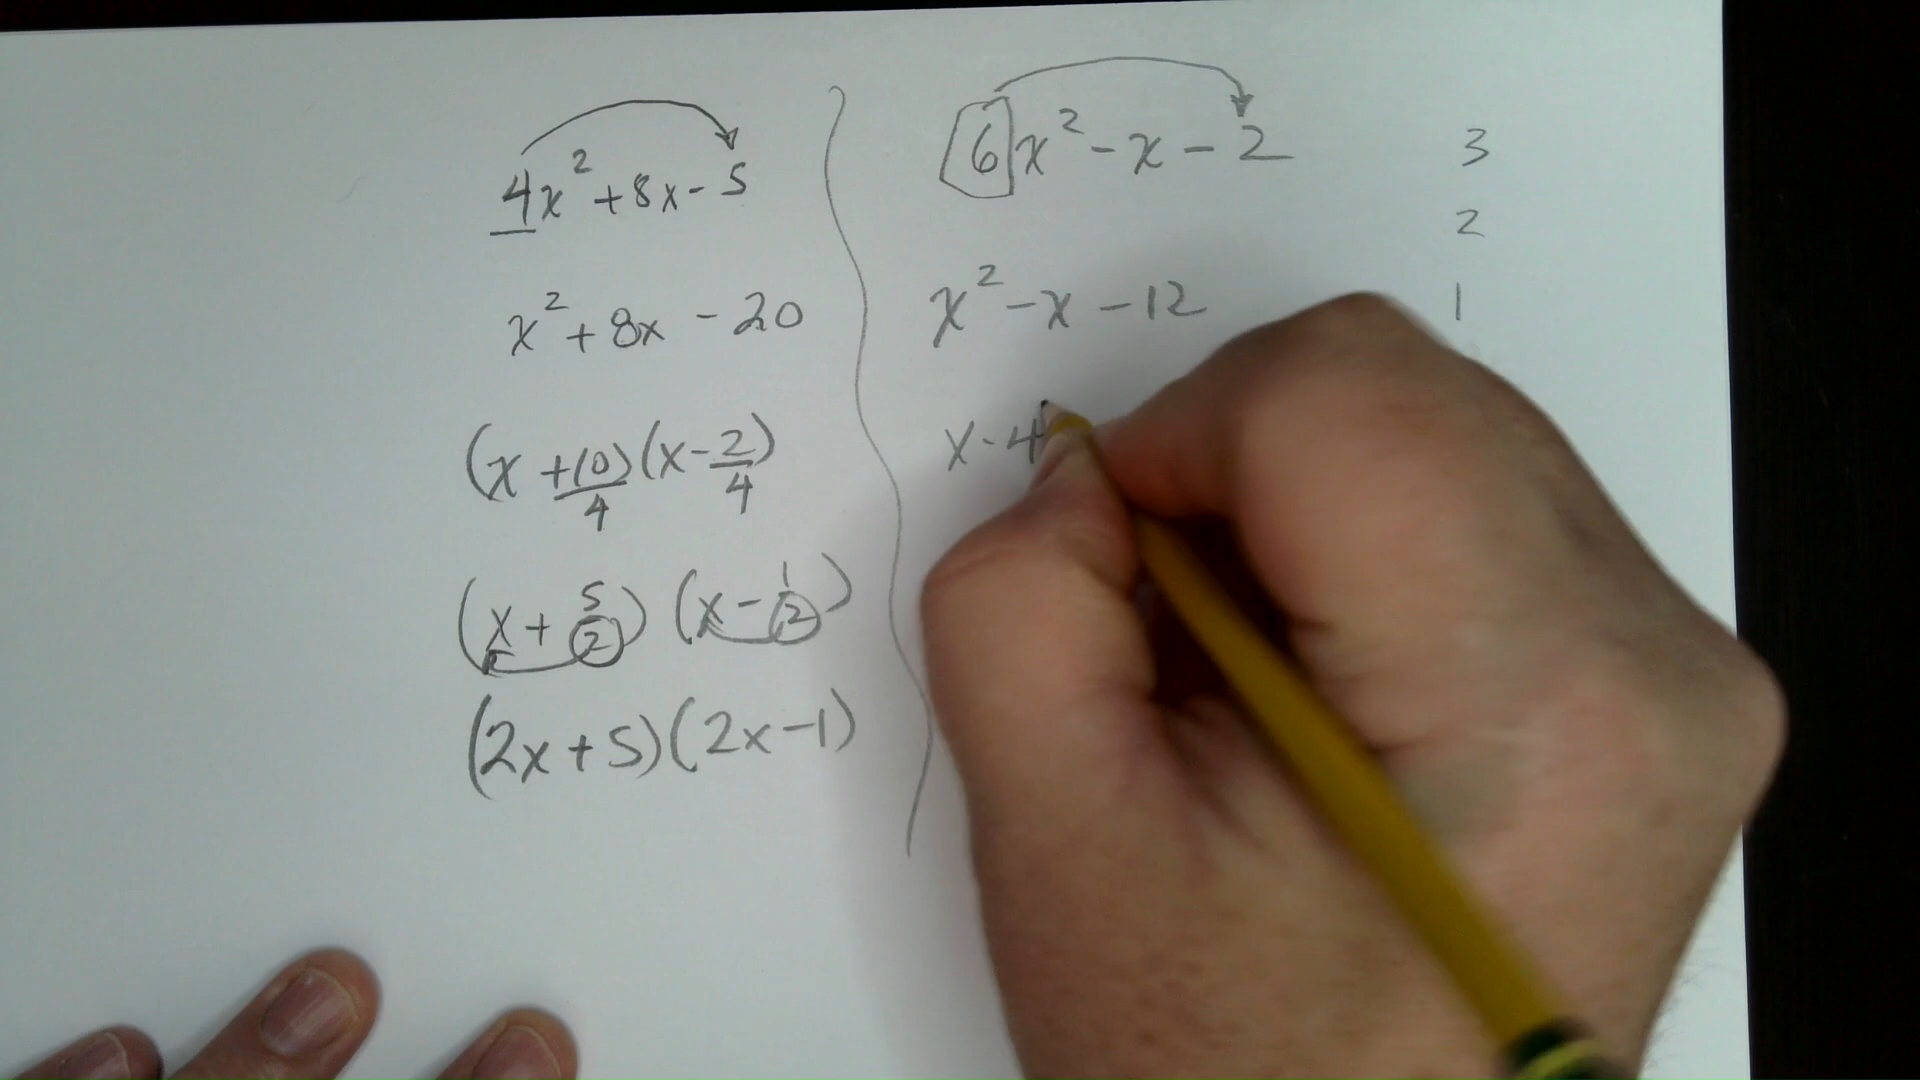 4x² + 8x - 5
x² + 8x - 20
(x + 10/4)(x - 2/4)
(x + 5/2) (x - 1/2)
(2x + 5)(2x - 1)
6x² - x - 2
x² - x - 12
x - 4
3
2
1